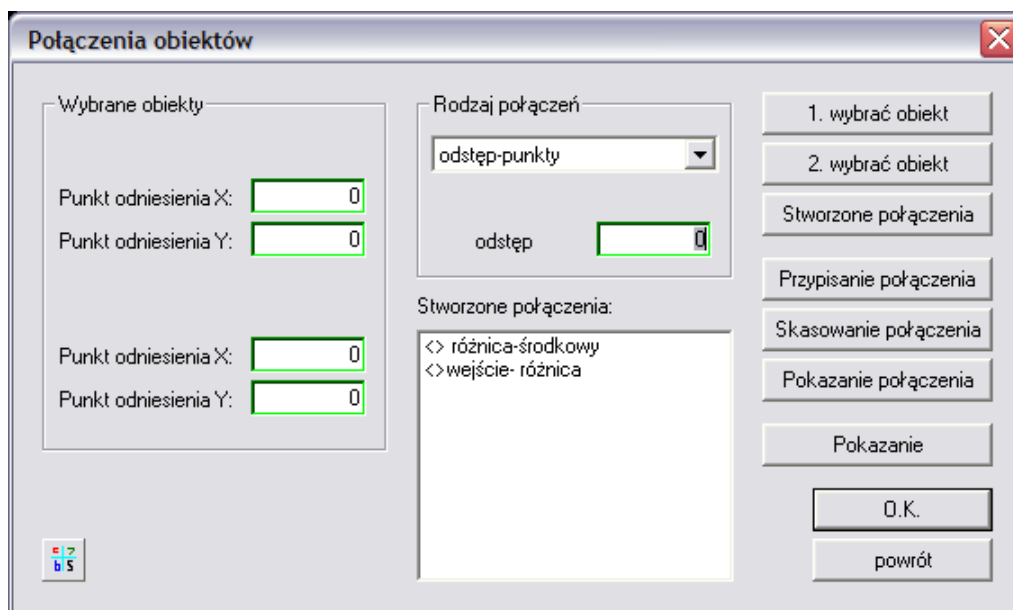 Połączenia obiektów
Wybrane obiekty
Punkt odniesienia X: 0
Punkt odniesienia Y: 0
Punkt odniesienia X: 0
Punkt odniesienia Y: 0
Rodzaj połączeń
odstęp-punkty
odstęp 0
Stworzone połączenia:
<> różnica-środkowy
<>wejście- różnica
1. wybrać obiekt
2. wybrać obiekt
Stworzone połączenia
Przypisanie połączenia
Skasowanie połączenia
Pokazanie połączenia
Pokazanie
O.K.
powrót